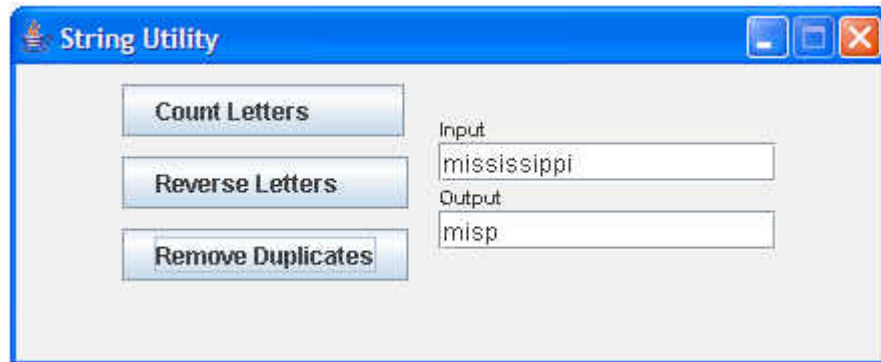 String Utility
Count Letters
Reverse Letters
Remove Duplicates
Input
mississippi
Output
misp